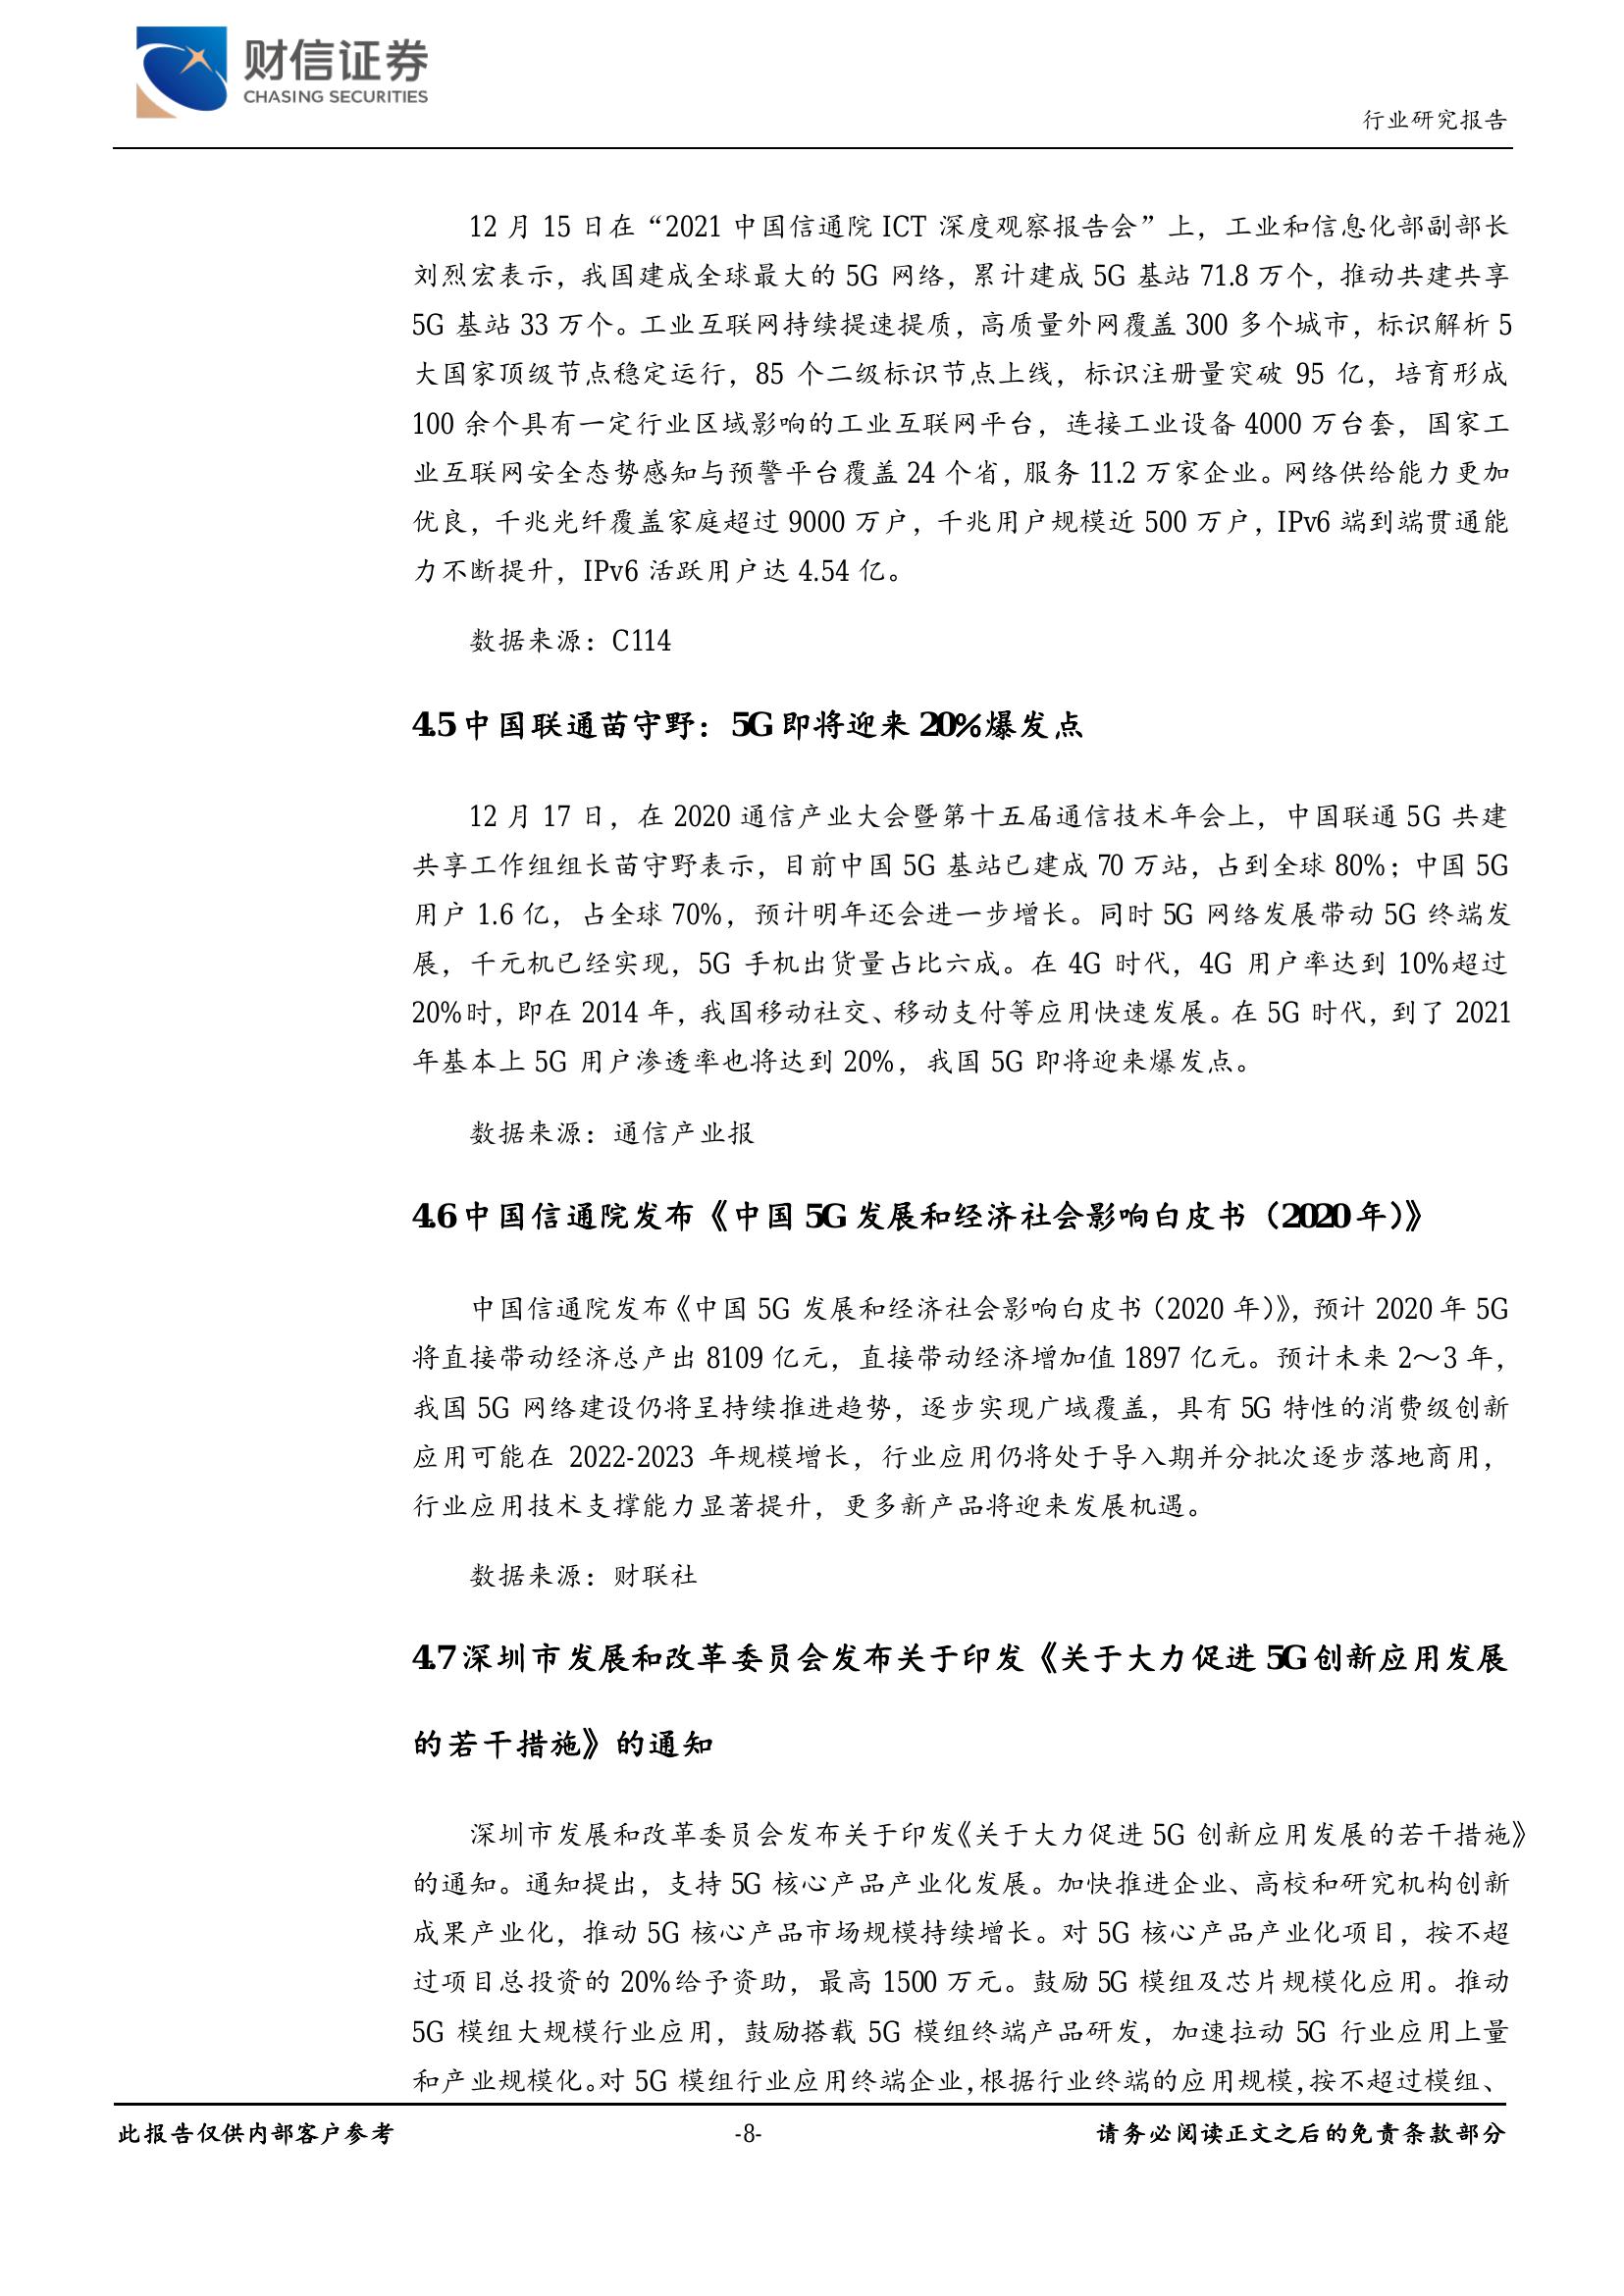 财信证券
CHASING SECURITIES
行业研究报告
12 月 15 日在“2021 中国信通院 ICT 深度观察报告会”上，工业和信息化部副部长
刘烈宏表示，我国建成全球最大的 5G 网络，累计建成 5G 基站 71.8 万个，推动共建共享
5G 基站 33 万个。工业互联网持续提速提质，高质量外网覆盖 300 多个城市，标识解析 5
大国家顶级节点稳定运行，85 个二级标识节点上线，标识注册量突破 95 亿，培育形成
100 余个具有一定行业区域影响的工业互联网平台，连接工业设备 4000 万台套，国家工
业互联网安全态势感知与预警平台覆盖 24 个省，服务 11.2 万家企业。网络供给能力更加
优良，千兆光纤覆盖家庭超过 9000 万户，千兆用户规模近 500 万户，IPv6 端到端贯通能
力不断提升，IPv6 活跃用户达 4.54 亿。
数据来源：C114
4.5 中国联通苗守野：5G 即将迎来 20%爆发点
12 月 17 日，在 2020 通信产业大会暨第十五届通信技术年会上，中国联通 5G 共建
共享工作组组长苗守野表示，目前中国 5G 基站已建成 70 万站，占到全球 80%；中国 5G
用户 1.6 亿，占全球 70%，预计明年还会进一步增长。同时 5G 网络发展带动 5G 终端发
展，千元机已经实现，5G 手机出货量占比六成。在 4G 时代，4G 用户率达到 10%超过
20%时，即在 2014 年，我国移动社交、移动支付等应用快速发展。在 5G 时代，到了 2021
年基本上 5G 用户渗透率也将达到 20%，我国 5G 即将迎来爆发点。
数据来源：通信产业报
4.6 中国信通院发布《中国 5G 发展和经济社会影响白皮书（2020 年）》
中国信通院发布《中国 5G 发展和经济社会影响白皮书（2020 年）》，预计 2020 年 5G
将直接带动经济总产出 8109 亿元，直接带动经济增加值 1897 亿元。预计未来 2～3 年，
我国 5G 网络建设仍将呈持续推进趋势，逐步实现广域覆盖，具有 5G 特性的消费级创新
应用可能在 2022-2023 年规模增长，行业应用仍将处于导入期并分批次逐步落地商用，
行业应用技术支撑能力显著提升，更多新产品将迎来发展机遇。
数据来源：财联社
4.7 深圳市发展和改革委员会发布关于印发《关于大力促进 5G 创新应用发展
的若干措施》的通知
深圳市发展和改革委员会发布关于印发《关于大力促进 5G 创新应用发展的若干措施》
的通知。通知提出，支持 5G 核心产品产业化发展。加快推进企业、高校和研究机构创新
成果产业化，推动 5G 核心产品市场规模持续增长。对 5G 核心产品产业化项目，按不超
过项目总投资的 20%给予资助，最高 1500 万元。鼓励 5G 模组及芯片规模化应用。推动
5G 模组大规模行业应用，鼓励搭载 5G 模组终端产品研发，加速拉动 5G 行业应用上量
和产业规模化。对 5G 模组行业应用终端企业，根据行业终端的应用规模，按不超过模组、
此报告仅供内部客户参考
-8-
请务必阅读正文之后的免责条款部分